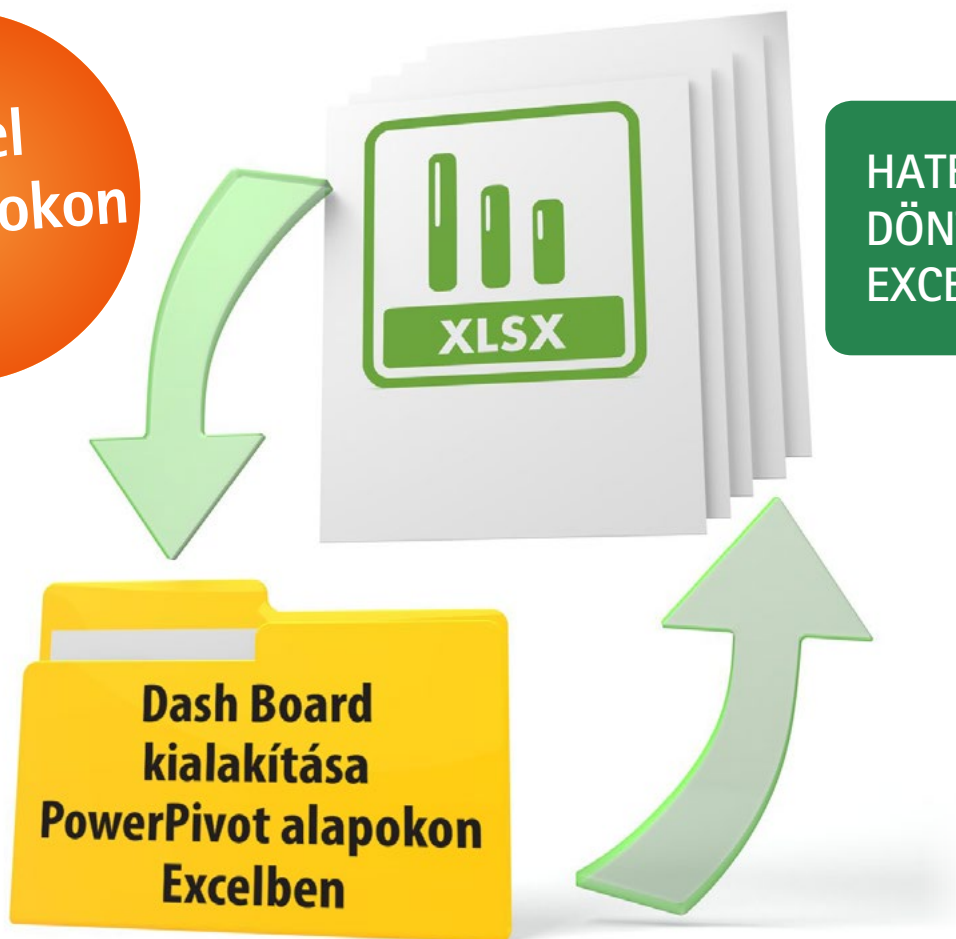 el
okon
XLSX
HATE
DÖN
EXCE
Dash Board
kialakítása
PowerPivot alapokon
Excelben